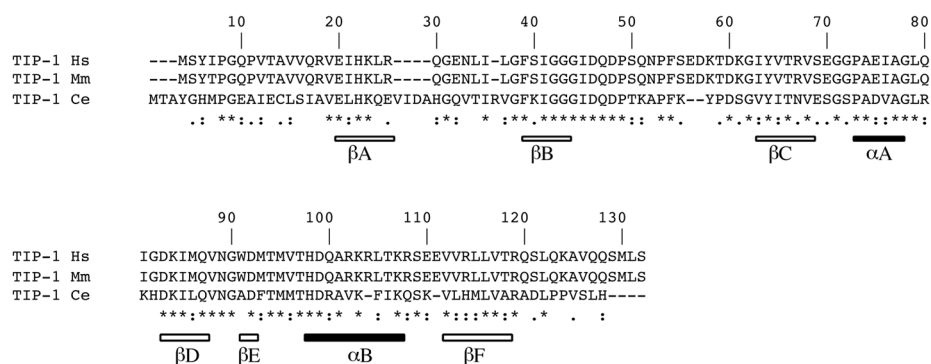 10 20 30 40 50 60 70 80
TIP-1 Hs ---MSYIPGQPVTAVVQRVEIHKLR----QGENLI-LGFSIGGGIDQDPSQNPFSEDKTDKGIYVTRVSEGGPAEIAGLQ
TIP-1 Mm ---MSYTPGQPVTAVVQRVEIHKLR----QGENLI-LGFSIGGGIDQDPSQNPFSEDKTDKGIYVTRVSEGGPAEIAGLQ
TIP-1 Ce MTAYGHMPGEAIECLSIAVELHKQEVIDAHGQVTIRVGFKIGGGIDQDPTKAPFK--YPDSGVYITNVESGSPADVAGLR
.: **:. : .. **:** . *: * :**.************: **. .* *:*:*.*..*.**::***:
βA βB βC αA
90 100 110 120 130
TIP-1 Hs IGDKIMQVNGWDMTMVTHDQARKRLTKRSEEVVRLLVTRQSLQKAVQQSMLS
TIP-1 Mm IGDKIMQVNGWDMTMVTHDQARKRLTKRSEEVVRLLVTRQSLQKAVQQSMLS
TIP-1 Ce KHDKILQVNGADFTMMTHDRAVKFIKQSK-VLHMLVARADLPPVSLH----
βD βE αB βF